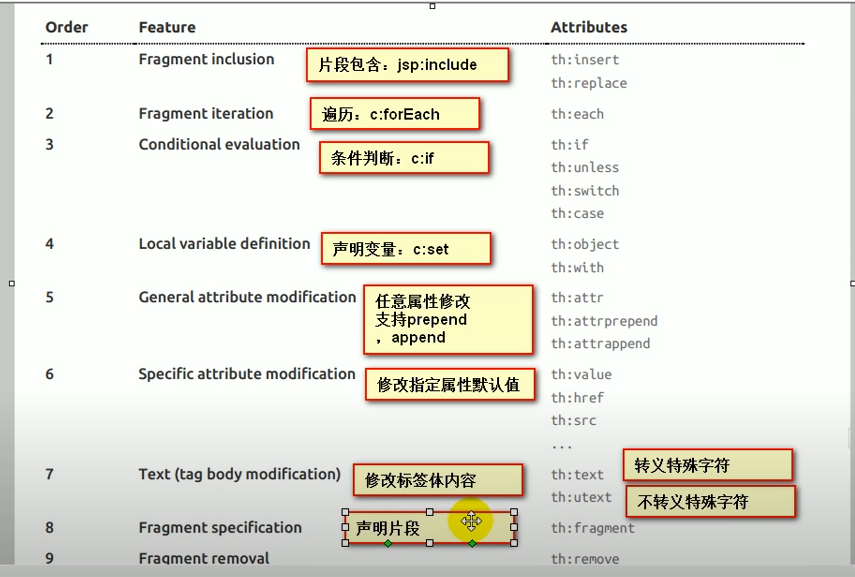 Order Feature Attributes
1 Fragment inclusion 片段包含：jsp:include th:insert
th:replace
2 Fragment iteration 遍历：c:forEach th:each
3 Conditional evaluation 条件判断：c:if th:if
th:unless
th:switch
th:case
4 Local variable definition 声明变量：c:set th:object
th:with
5 General attribute modification 任意属性修改 th:attr
支持prepend th:attrprepend
，append th:attrappend
6 Specific attribute modification 修改指定属性默认值 th:value
th:href
th:src
...
7 Text (tag body modification) 修改标签体内容 th:text 转义特殊字符
th:utext 不转义特殊字符
8 Fragment specification 声明片段 th:fragment
9 Fragment removal th:remove